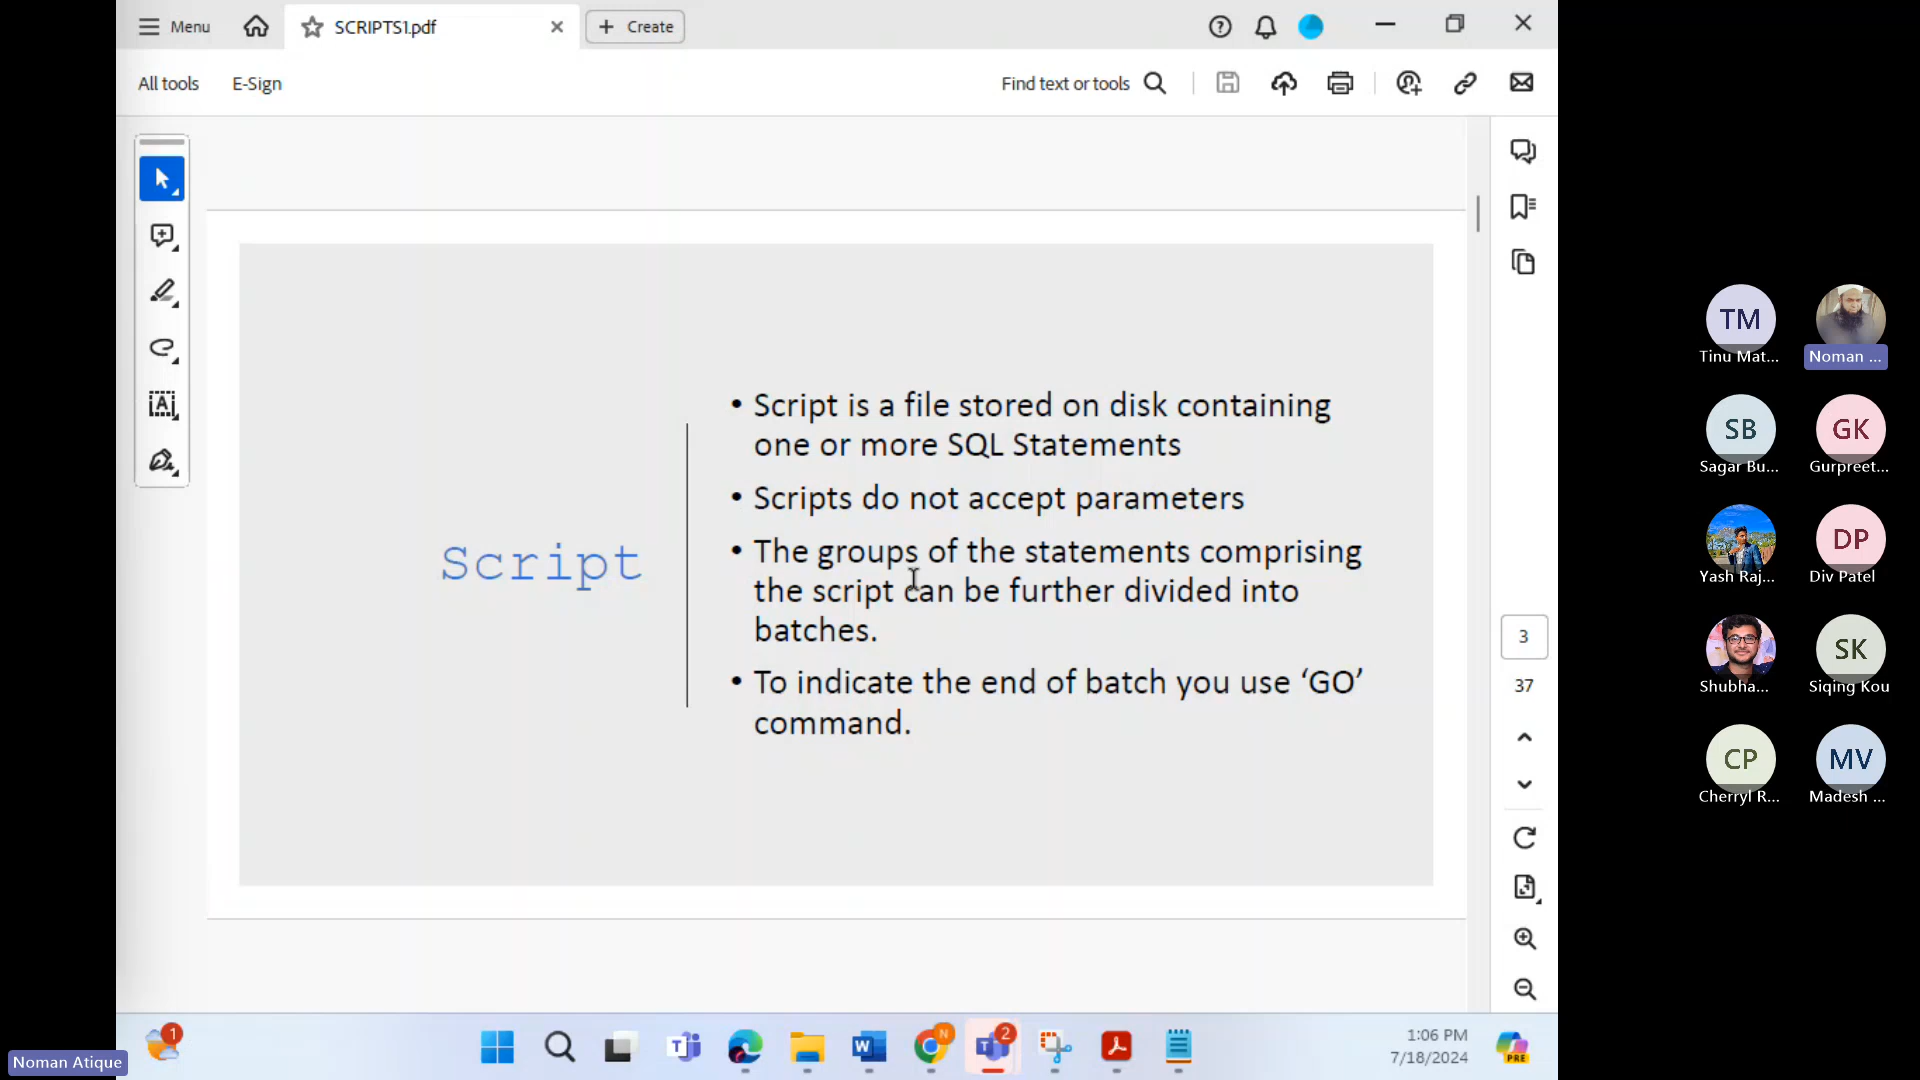 Menu
SCRIPTS1.pdf
Create
All tools
E-Sign
Find text or tools
Script
• Script is a file stored on disk containing
one or more SQL Statements
• Scripts do not accept parameters
• The groups of the statements comprising
the script can be further divided into
batches.
• To indicate the end of batch you use ‘GO’
command.
3
37
TM
Tinu Mat...
Noman ...
SB
Sagar Bu...
GK
Gurpreet...
Yash Raj...
DP
Div Patel
Shubha...
SK
Siqing Kou
CP
Cherryl R...
MV
Madesh ...
1
N
2
1:06 PM
7/18/2024
PRE
Noman Atique